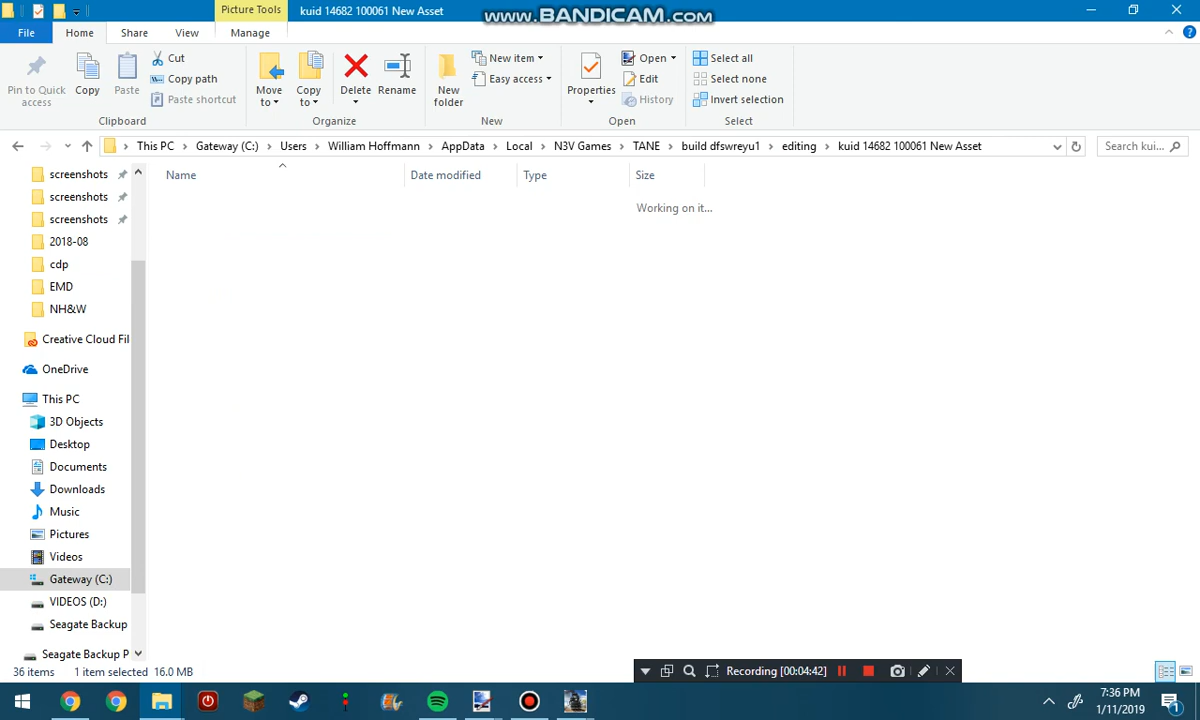 Picture Tools
kuid 14682 100061 New Asset
www.BANDICAM.com
File
Home
Share
View
Manage
Pin to Quick access
Copy
Paste
Cut
Copy path
Paste shortcut
Clipboard
Move to
Copy to
Delete
Rename
Organize
New folder
New item
Easy access
New
Properties
Open
Edit
History
Open
Select all
Select none
Invert selection
Select
This PC > Gateway (C:) > Users > William Hoffmann > AppData > Local > N3V Games > TANE > build dfswreyu1 > editing > kuid 14682 100061 New Asset
Search kui...
Name
Date modified
Type
Size
Working on it...
screenshots
screenshots
screenshots
2018-08
cdp
EMD
NH&W
Creative Cloud Fil
OneDrive
This PC
3D Objects
Desktop
Documents
Downloads
Music
Pictures
Videos
Gateway (C:)
VIDEOS (D:)
Seagate Backup
Seagate Backup P
36 items
1 item selected 16.0 MB
Recording [00:04:42]
7:36 PM
1/11/2019
1